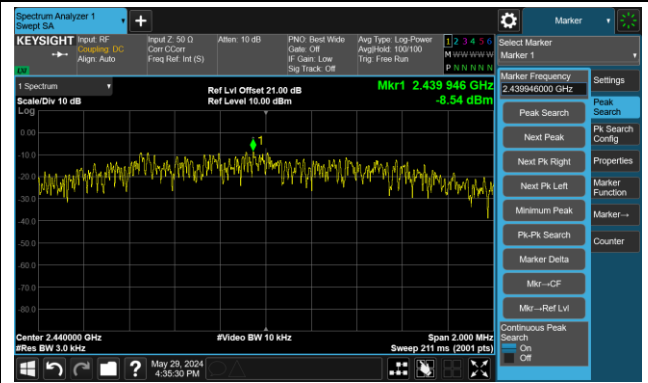 Spectrum Analyzer 1
Swept SA
+
Marker
KEYSIGHT
Input: RF
Coupling: DC
Align: Auto
Input Z: 50 Ω
Corr CCorr
Freq Ref: Int (S)
Atten: 10 dB
PNO: Best Wide
Gate: Off
IF Gain: Low
Sig Track: Off
Avg Type: Log-Power
Avg|Hold: 100/100
Trig: Free Run
1 2 3 4 5 6
M W W W W W
P N N N N N
Select Marker
Marker 1
LXI
1 Spectrum
Scale/Div 10 dB
Ref Lvl Offset 21.00 dB
Ref Level 10.00 dBm
Mkr1 2.439 946 GHz
-8.54 dBm
Log
0.00
-10.0
-20.0
-30.0
-40.0
-50.0
-60.0
-70.0
-80.0
1
Center 2.440000 GHz
#Res BW 3.0 kHz
#Video BW 10 kHz
Span 2.000 MHz
Sweep 211 ms (2001 pts)
Marker Frequency
2.439946000 GHz
Peak Search
Next Peak
Next Pk Right
Next Pk Left
Minimum Peak
Pk-Pk Search
Marker Delta
Mkr→CF
Mkr→Ref Lvl
Continuous Peak
Search
On
Off
Settings
Peak
Search
Pk Search
Config
Properties
Marker
Function
Marker→
Counter
?
May 29, 2024
4:35:30 PM